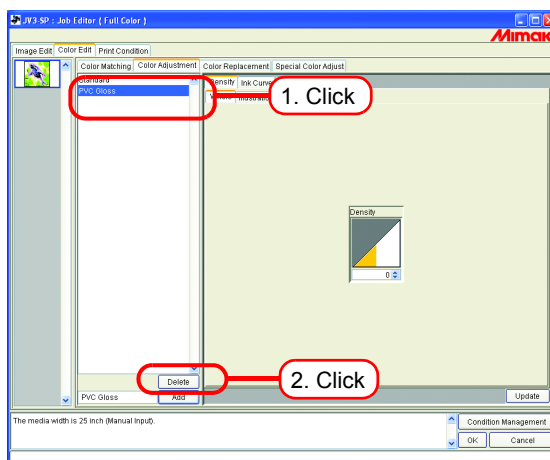 JV3-SP : Job Editor ( Full Color )
Mimaki
Image Edit Color Edit Print Condition
Color Matching Color Adjustment Color Replacement Special Color Adjust
Standard
Density Ink Curve
PVC Gloss
Illustration
1. Click
Density
0
Delete
2. Click
PVC Gloss Add
Update
The media width is 25 inch (Manual Input).
Condition Management
OK Cancel